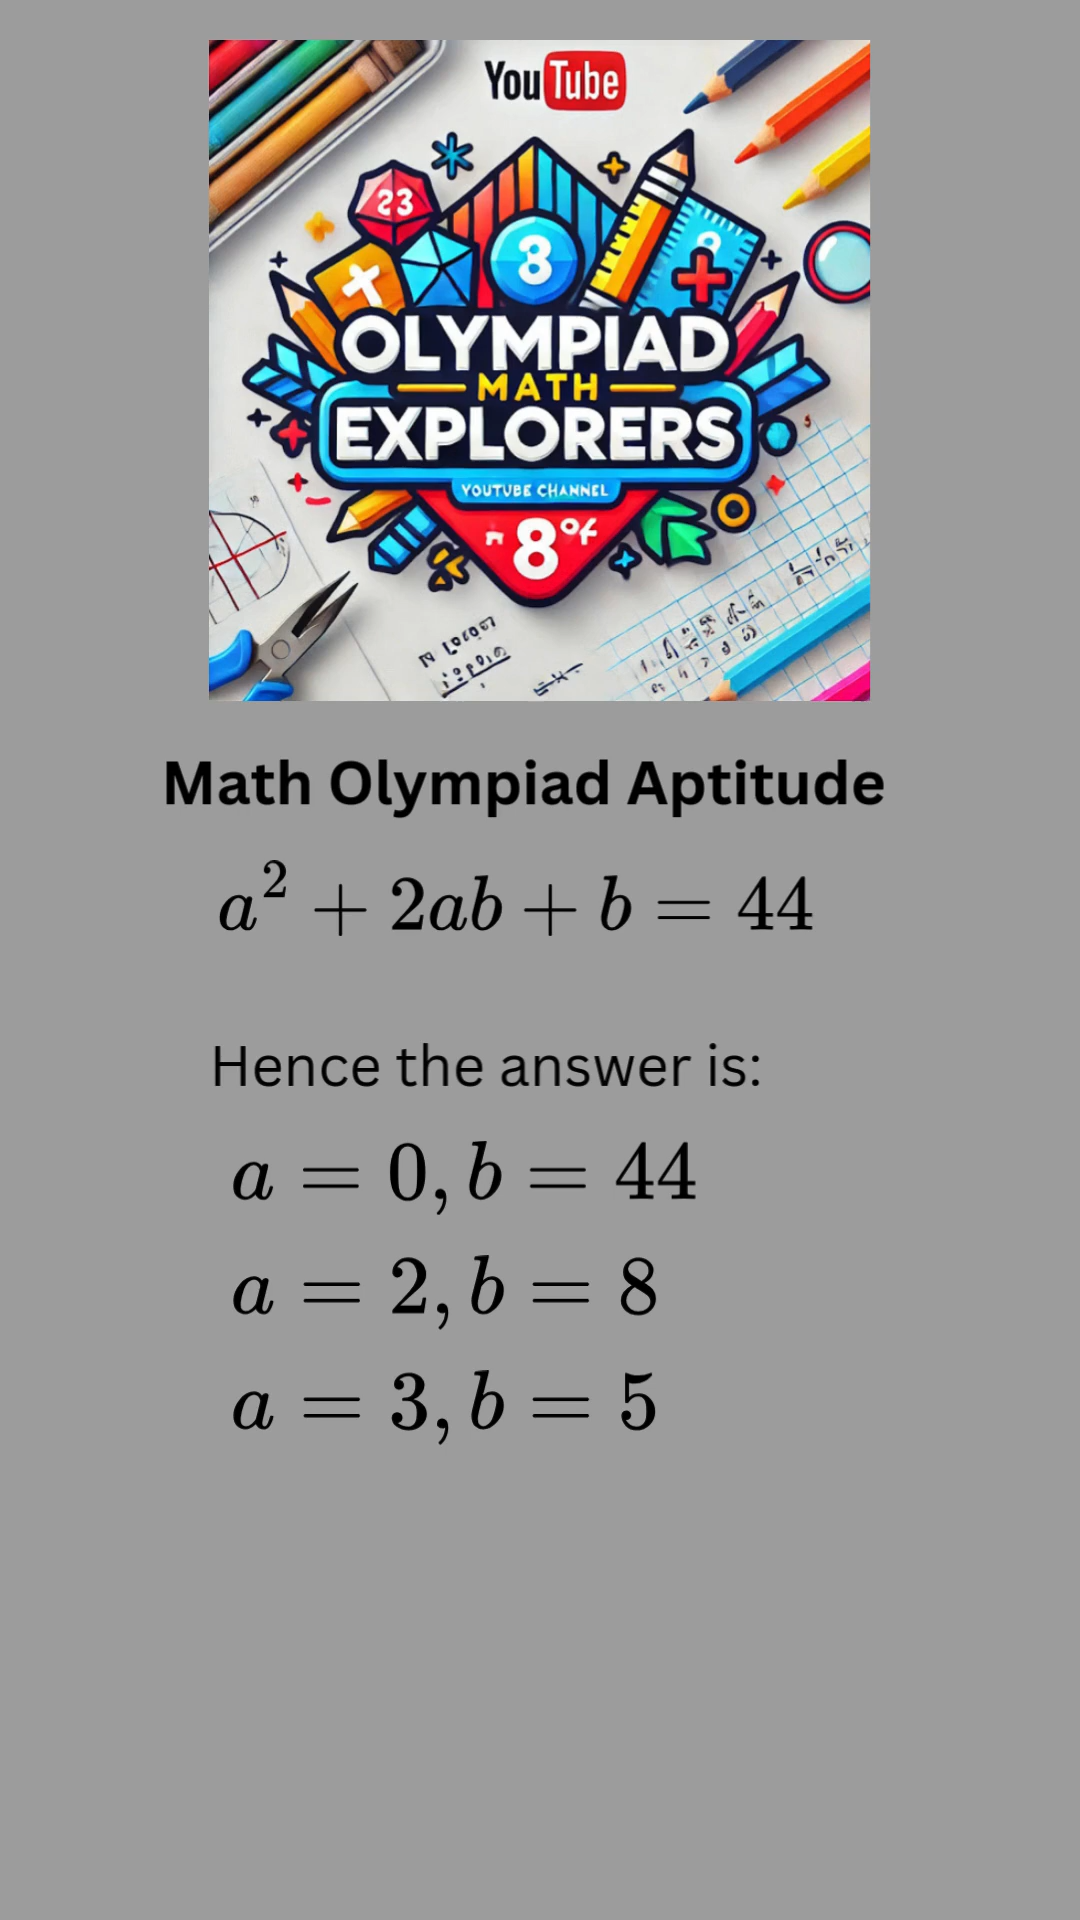 YouTube
23
3
OLYMPIAD
MATH
EXPLORERS
YOUTUBE CHANNEL
8
Math Olympiad Aptitude
a² + 2ab + b = 44
Hence the answer is:
a = 0, b = 44
a = 2, b = 8
a = 3, b = 5